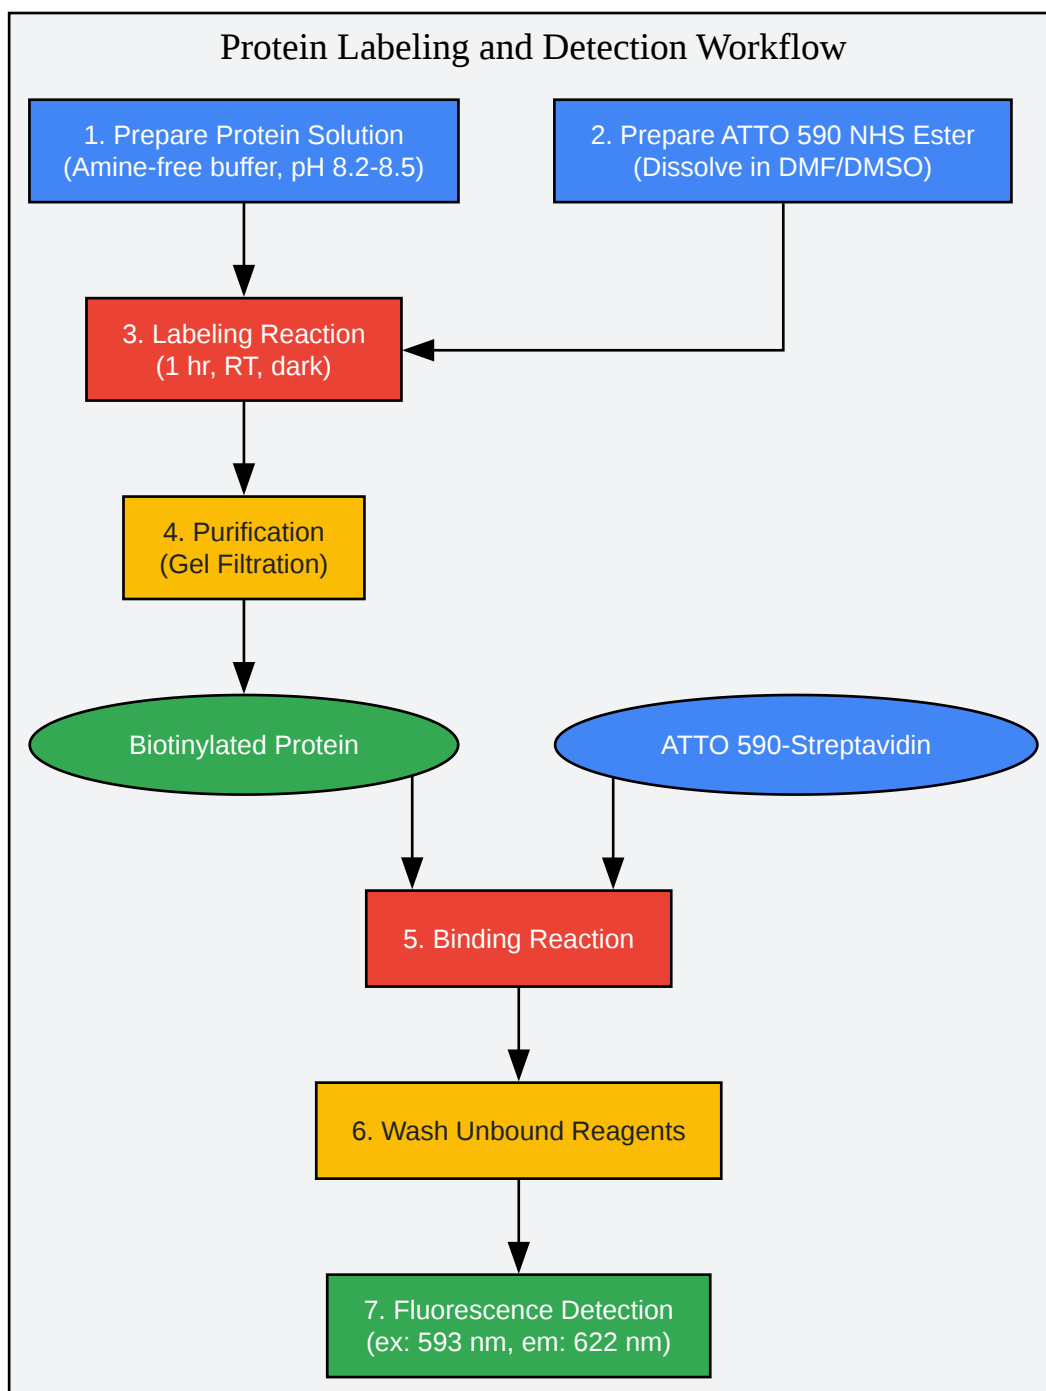 Protein Labeling and Detection Workflow
1. Prepare Protein Solution
(Amine-free buffer, pH 8.2-8.5)
2. Prepare ATTO 590 NHS Ester
(Dissolve in DMF/DMSO)
3. Labeling Reaction
(1 hr, RT, dark)
4. Purification
(Gel Filtration)
Biotinylated Protein
ATTO 590-Streptavidin
5. Binding Reaction
6. Wash Unbound Reagents
7. Fluorescence Detection
(ex: 593 nm, em: 622 nm)